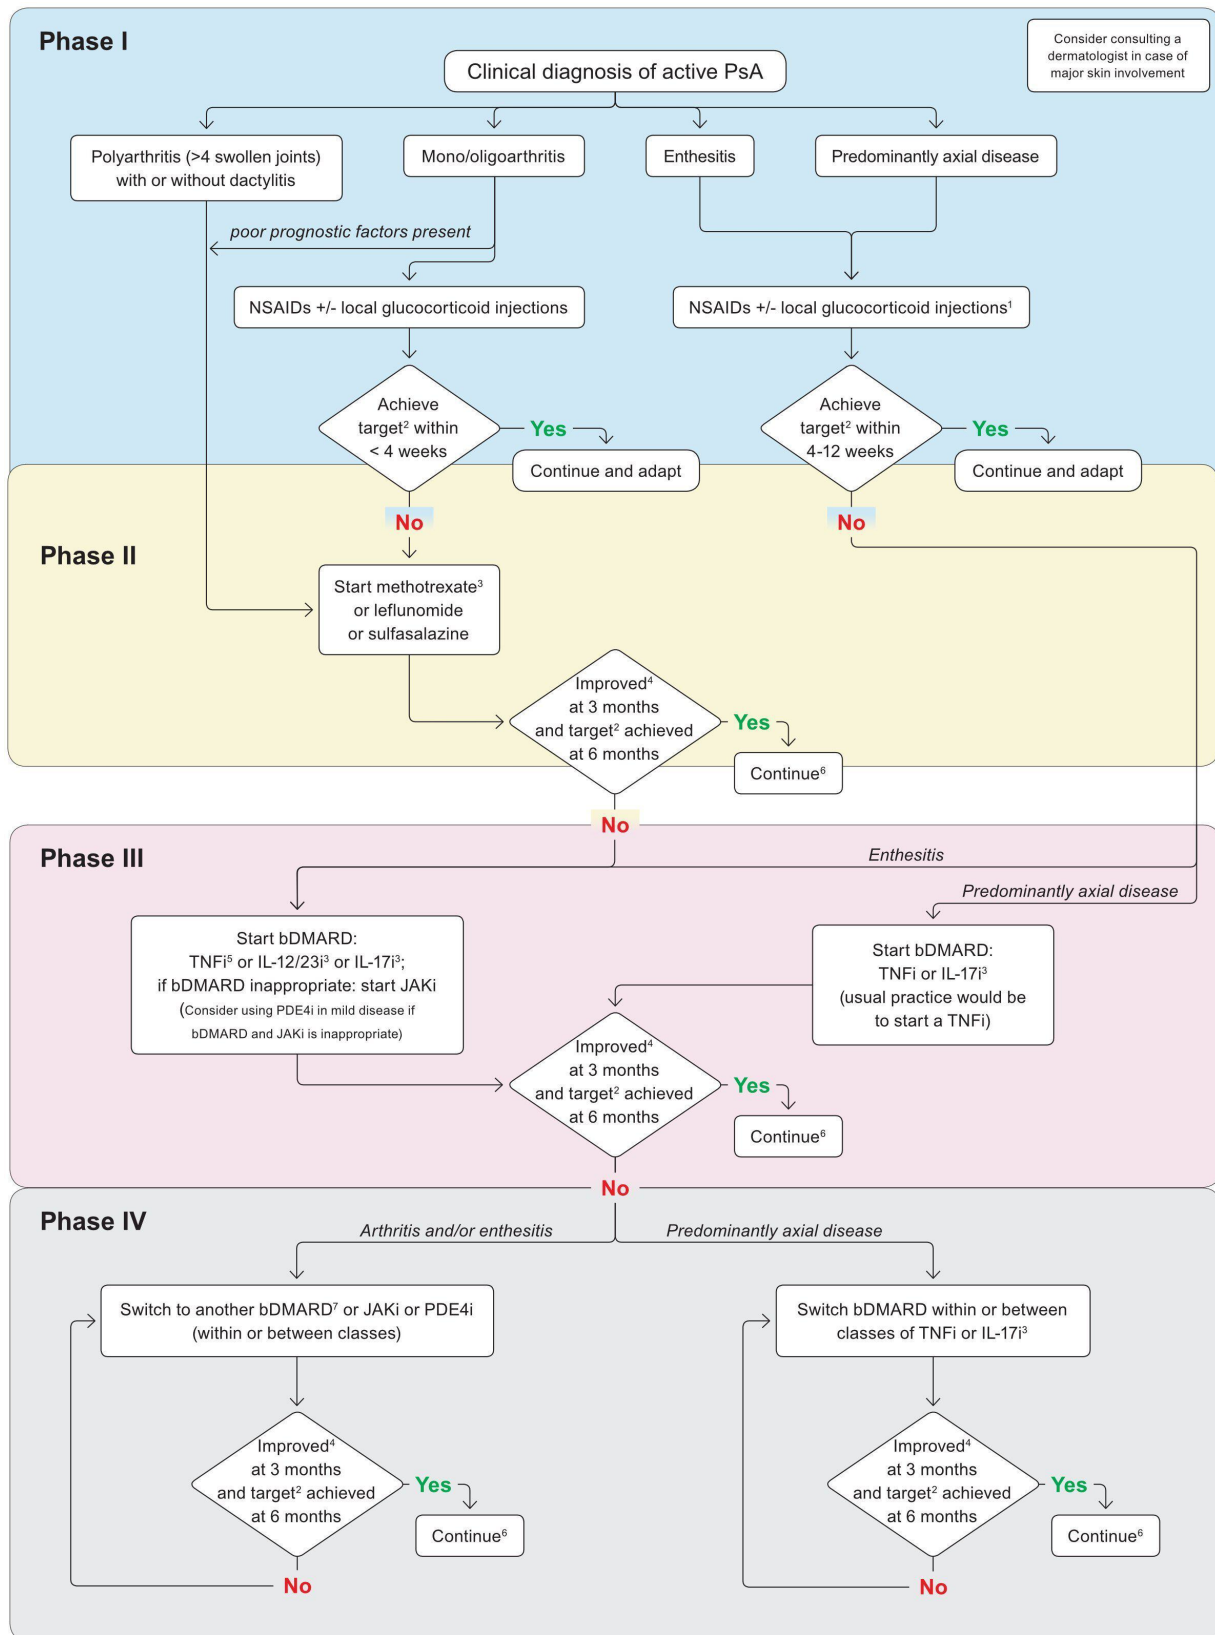 Phase I
Consider consulting a
dermatologist in case of
major skin involvement
Clinical diagnosis of active PsA
Polyarthritis (>4 swollen joints)
with or without dactylitis
Mono/oligoarthritis
Enthesitis
Predominantly axial disease
poor prognostic factors present
NSAIDs +/- local glucocorticoid injections
NSAIDs +/- local glucocorticoid injections¹
Achieve
target² within
< 4 weeks
Yes
Continue and adapt
Achieve
target² within
4-12 weeks
Yes
Continue and adapt
No
No
Phase II
Start methotrexate³
or leflunomide
or sulfasalazine
Improved⁴
at 3 months
and target² achieved
at 6 months
Yes
Continue⁶
No
Phase III
Enthesitis
Predominantly axial disease
Start bDMARD:
TNFi⁵ or IL-12/23i³ or IL-17i³;
if bDMARD inappropriate: start JAKi
(Consider using PDE4i in mild disease if
bDMARD and JAKi is inappropriate)
Start bDMARD:
TNFi or IL-17i³
(usual practice would be
to start a TNFi)
Improved⁴
at 3 months
and target² achieved
at 6 months
Yes
Continue⁶
No
Phase IV
Arthritis and/or enthesitis
Predominantly axial disease
Switch to another bDMARD⁷ or JAKi or PDE4i
(within or between classes)
Switch bDMARD within or between
classes of TNFi or IL-17i³
Improved⁴
at 3 months
and target² achieved
at 6 months
Yes
Continue⁶
No
Improved⁴
at 3 months
and target² achieved
at 6 months
Yes
Continue⁶
No